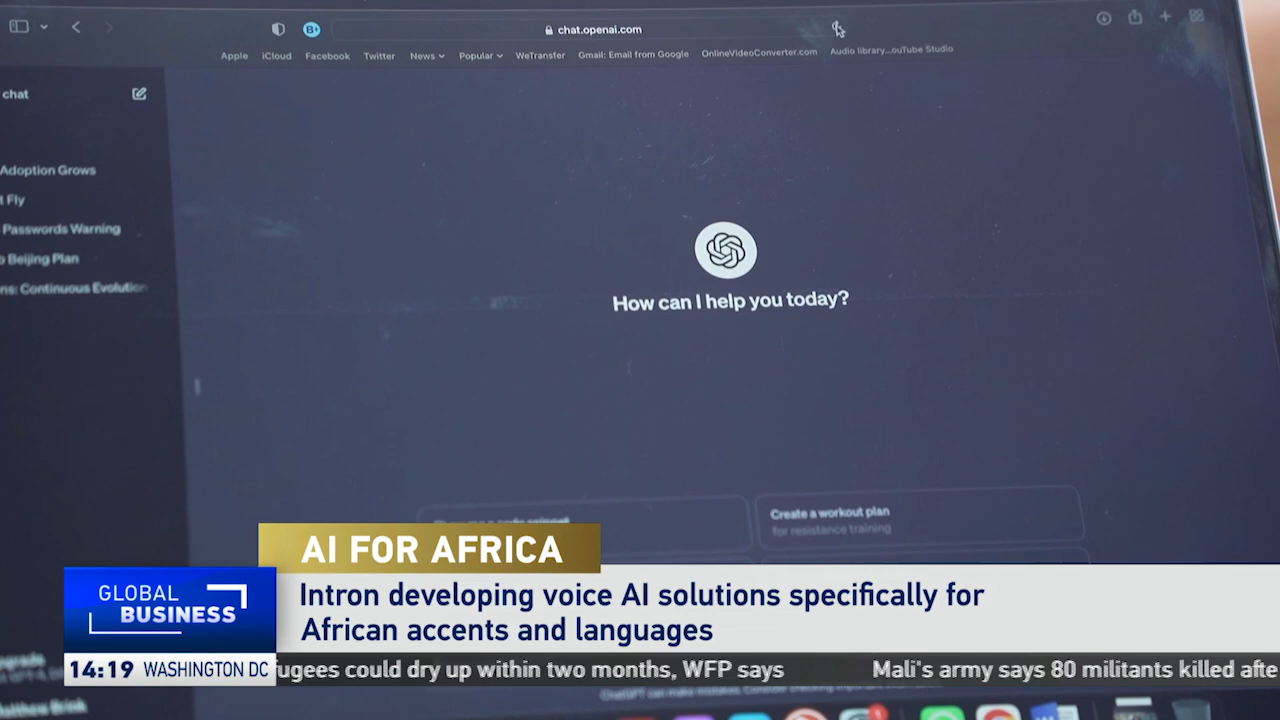 chat.openai.com
Apple iCloud Facebook Twitter News Popular WeTransfer Gmail: Email from Google OnlineVideoConverter.com Audio library...ouTube Studio
chat
Adoption Grows
t Fly
Passwords Warning
Beijing Plan
ns: Continuous Evolution
How can I help you today?
Create a workout plan
for resistance training
AI FOR AFRICA
GLOBAL
BUSINESS
Intron developing voice AI solutions specifically for
African accents and languages
14:19 WASHINGTON DC
ugees could dry up within two months, WFP says Mali's army says 80 militants killed afte